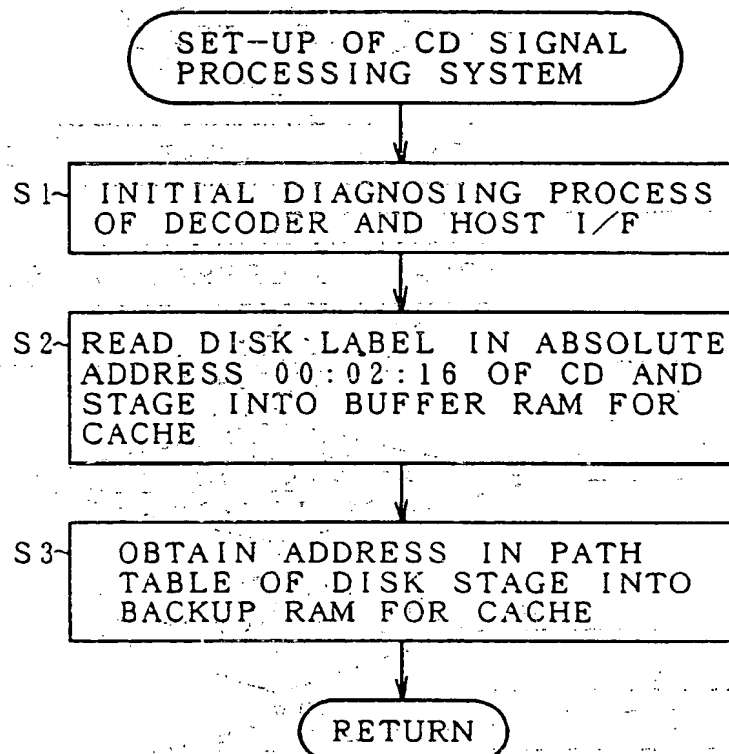 SET-UP OF CD SIGNAL
PROCESSING SYSTEM
S1
INITIAL DIAGNOSING PROCESS
OF DECODER AND HOST I/F
S2
READ DISK LABEL IN ABSOLUTE
ADDRESS 00:02:16 OF CD AND
STAGE INTO BUFFER RAM FOR
CACHE
S3
OBTAIN ADDRESS IN PATH
TABLE OF DISK STAGE INTO
BACKUP RAM FOR CACHE
RETURN